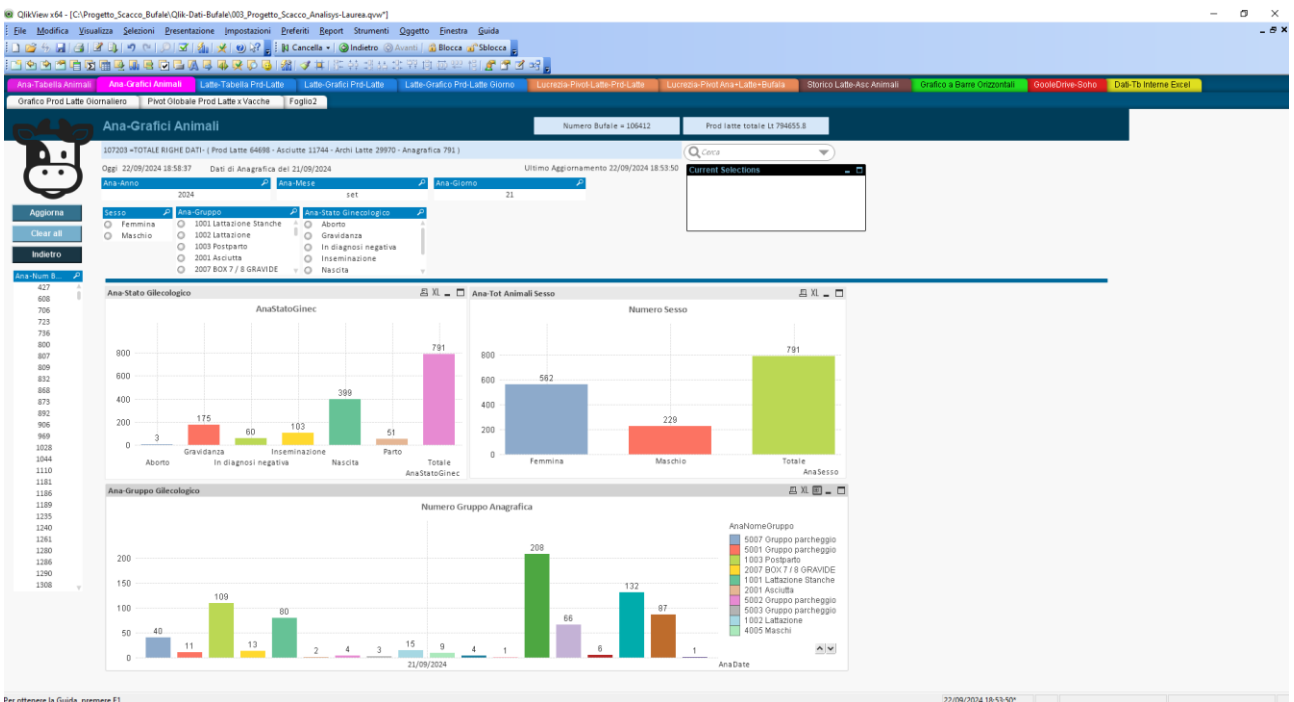 QlikView x64 - [C:\Progetto_Scacco_Bufale\Qlik-Dati-Bufale\003_Progetto_Scacco_Analisys-Laurea.qvw*]
File Modifica Visualizza Selezioni Presentazione Impostazioni Preferiti Report Strumenti Oggetto Finestra Guida
Cancella Indietro Avanti Blocca Sblocca
Ana-Tabella Animali Ana-Grafici Animali Latte-Tabella Prd-Latte Latte-Grafici Prd-Latte Latte-Grafico Prd-Latte Giorno Lucrezia-Pivot-Latte-Prd-Latte Lucrezia-Pivot Ana+Latte+Bufala Storico Latte-Asc Animali Grafico a Barre Orizzontali GooleDrive-Soho Dati-Tb Interne Excel
Grafico Prod Latte Giornaliero Pivot Globale Prod Latte x Vacche Foglio2
Ana-Grafici Animali
Numero Bufale = 106412
Prod latte totale Lt 794655.8
107203 =TOTALE RIGHE DATI- ( Prod Latte 64698 - Asciutte 11744 - Archi Latte 29970 - Anagrafica 791 )
Cerca
Oggi 22/09/2024 18:58:37 Dati di Anagrafica del 21/09/2024
Ultimo Aggiornamento 22/09/2024 18:53:50
Current Selections
Ana-Anno Ana-Mese Ana-Giorno
2024 set 21
Aggiorna
Clear all
Indietro
Sesso
Femmina
Maschio
Ana-Gruppo
1001 Lattazione Stanche
1002 Lattazione
1003 Postparto
2001 Asciutta
2007 BOX 7 / 8 GRAVIDE
Ana-Stato Ginecologico
Aborto
Gravidanza
In diagnosi negativa
Inseminazione
Nascita
Ana-Num B...
427
608
706
723
736
800
807
809
832
868
873
892
906
969
1028
1044
1110
1181
1186
1189
1235
1240
1261
1280
1286
1290
1308
Ana-Stato Gilecologico XL
AnaStatoGinec
800
600
400
200
0
3 175 60 103 399 51 791
Gravidanza Inseminazione Parto
Aborto In diagnosi negativa Nascita Totale
AnaStatoGinec
Ana-Tot Animali Sesso XL
Numero Sesso
800
600
400
200
0
562 229 791
Femmina Maschio Totale
AnaSesso
Ana-Gruppo Gilecologico XL
Numero Gruppo Anagrafica
200
150
100
50
0
40 11 109 13 80 2 4 3 15 9 4 1 208 66 6 132 87 1
21/09/2024
AnaDate
AnaNomeGruppo
5007 Gruppo parcheggio
5001 Gruppo parcheggio
1003 Postparto
2007 BOX 7 / 8 GRAVIDE
1001 Lattazione Stanche
2001 Asciutta
5002 Gruppo parcheggio
5003 Gruppo parcheggio
1002 Lattazione
4005 Maschi
Per ottenere la Guida, premere F1
22/09/2024 18:53:50*